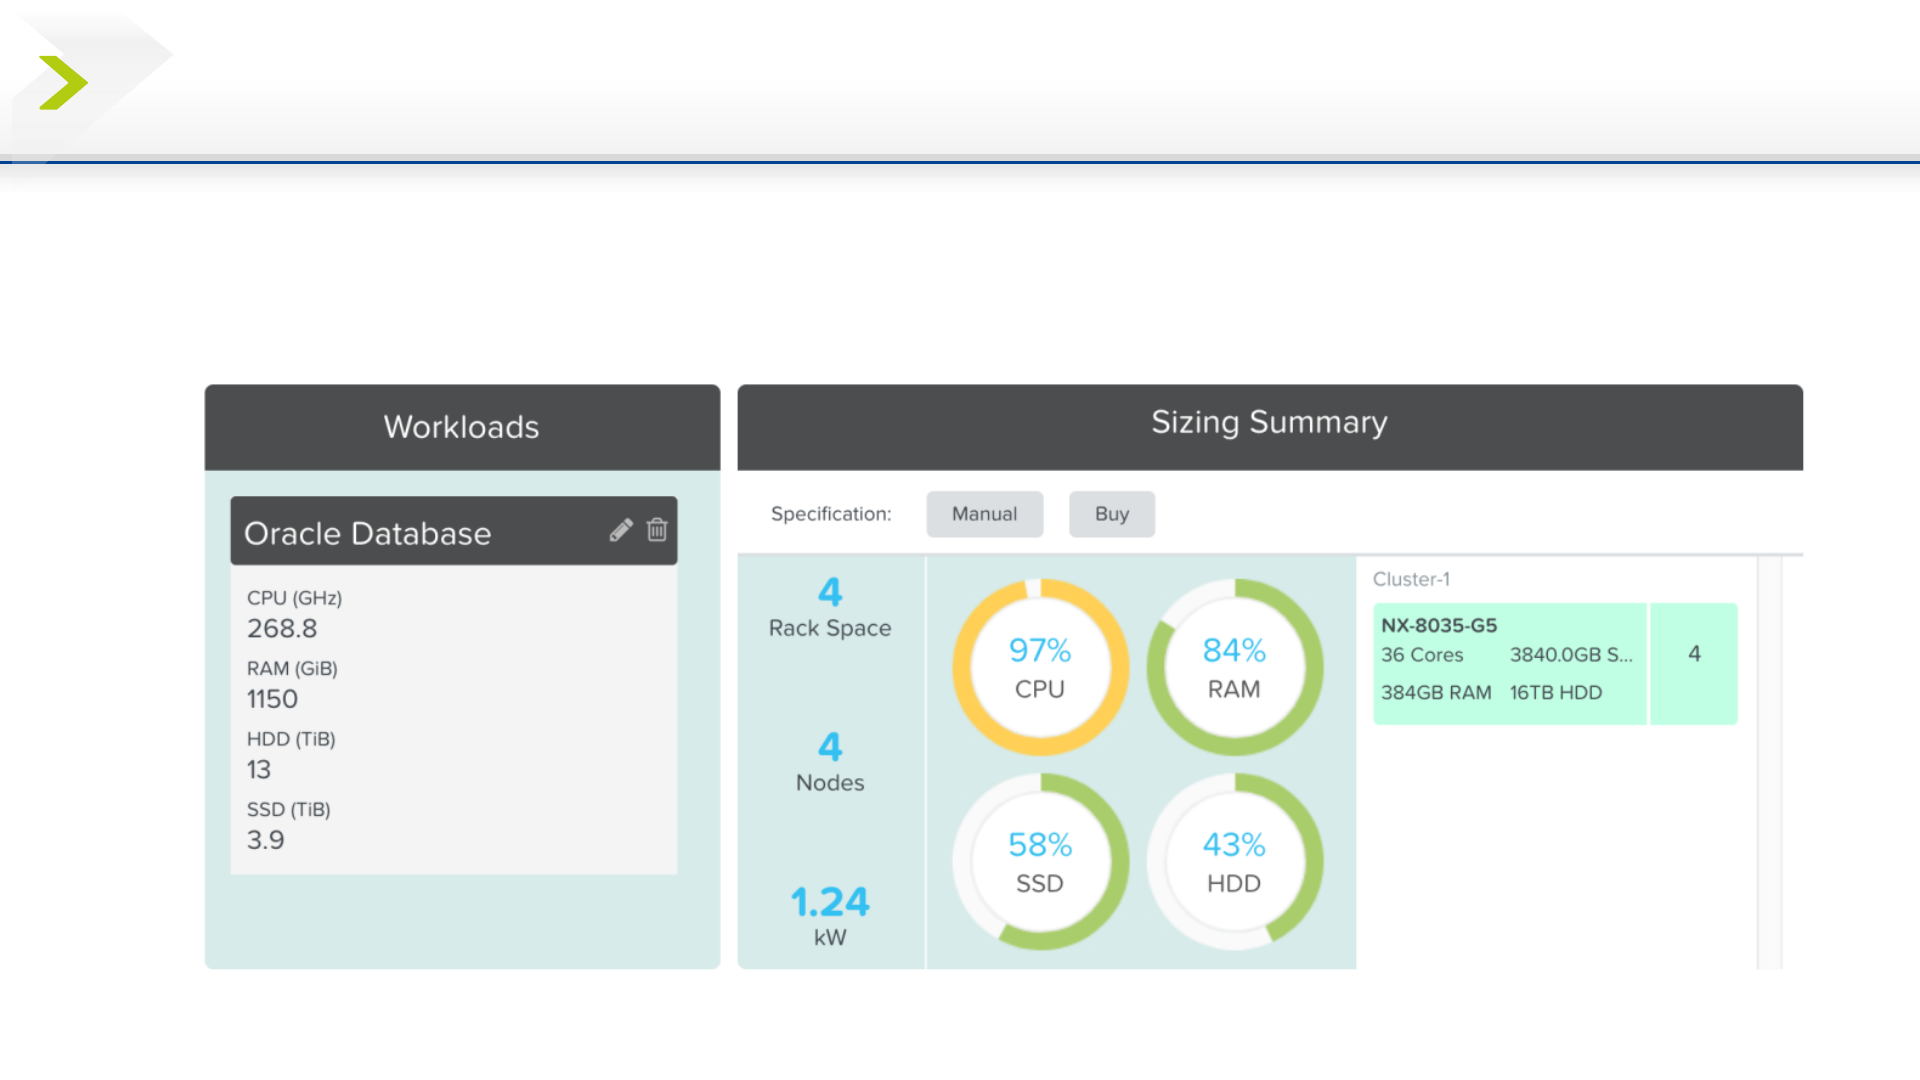 Workloads
Oracle Database
CPU (GHz)
268.8
RAM (GiB)
1150
HDD (TiB)
13
SSD (TiB)
3.9
Sizing Summary
Specification: Manual Buy
4
Rack Space
4
Nodes
1.24
kW
97%
CPU
84%
RAM
58%
SSD
43%
HDD
Cluster-1
NX-8035-G5
36 Cores 3840.0GB S...
384GB RAM 16TB HDD
4